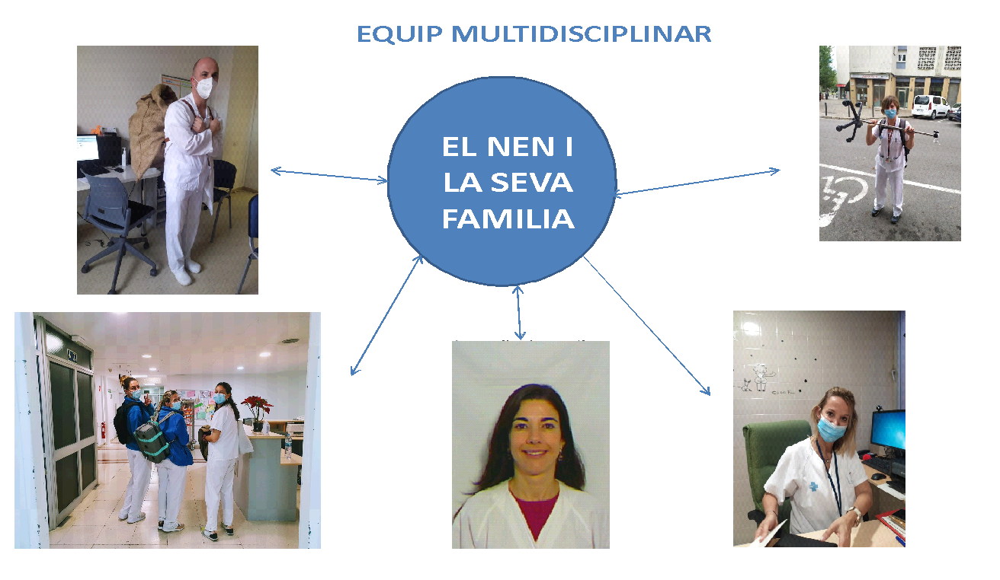 EQUIP MULTIDISCIPLINAR
EL NEN I
LA SEVA
FAMILIA